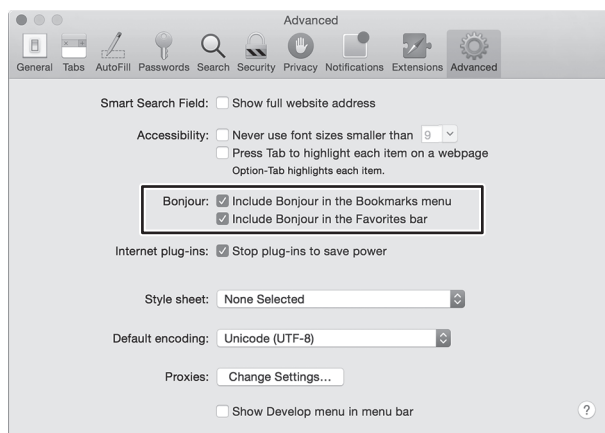 Advanced
General Tabs AutoFill Passwords Search Security Privacy Notifications Extensions Advanced
Smart Search Field: Show full website address
Accessibility: Never use font sizes smaller than 9
Press Tab to highlight each item on a webpage
Option-Tab highlights each item.
Bonjour: Include Bonjour in the Bookmarks menu
Include Bonjour in the Favorites bar
Internet plug-ins: Stop plug-ins to save power
Style sheet: None Selected
Default encoding: Unicode (UTF-8)
Proxies: Change Settings...
Show Develop menu in menu bar
?